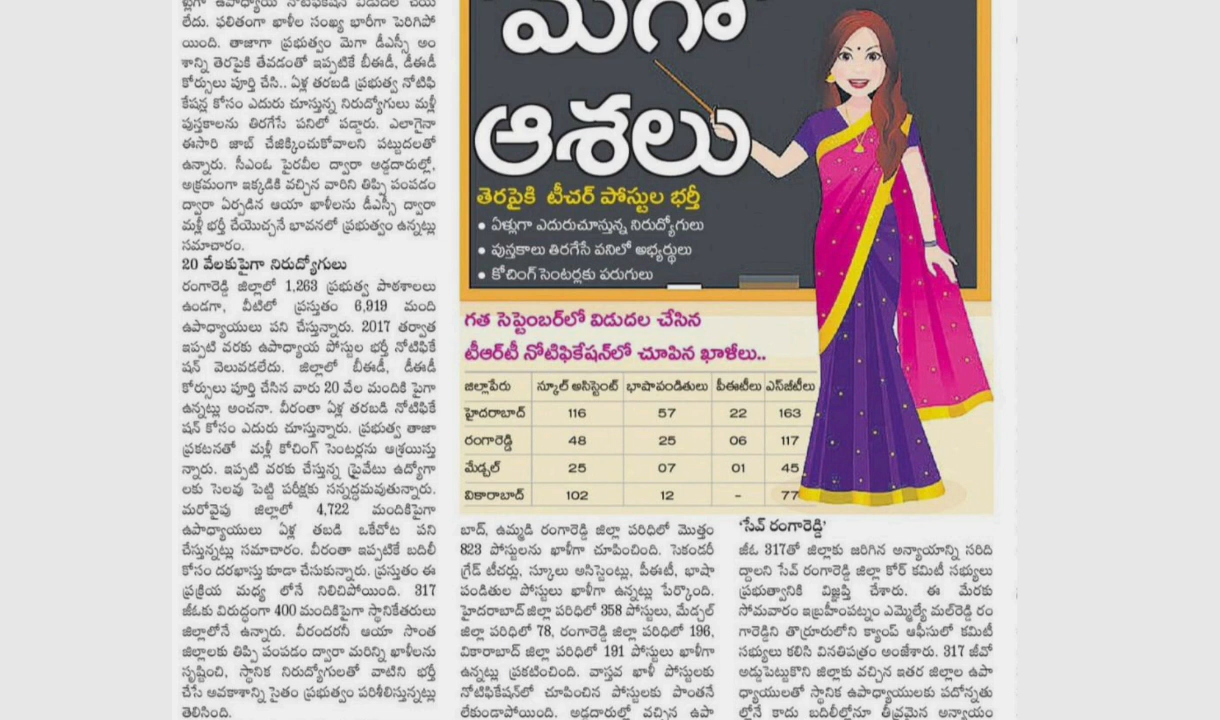 ళ్లుగా ఉపాధ్యాయ నోటిఫికేషన్ విడుదల చేయ
లేదు. ఫలితంగా ఖాళీల సంఖ్య భారీగా పెరిగిపో
యింది. తాజాగా ప్రభుత్వం మెగా డీఎస్సీ అం
శాన్ని తెరపైకి తేవడంతో ఇప్పటికే బీఈడీ, డీఈడీ
కోర్సులు పూర్తి చేసి.. ఏళ్ల తరబడి ప్రభుత్వ నోటిఫి
కేషన్ల కోసం ఎదురు చూస్తున్న నిరుద్యోగులు మళ్లీ
పుస్తకాలను తిరగేసే పనిలో పడ్డారు. ఎలాగైనా
ఈసారి జాబ్ చేజిక్కించుకోవాలని పట్టుదలతో
ఉన్నారు. సీఎంఓ పైరవీల ద్వారా అడ్డదారుల్లో,
అక్రమంగా ఇక్కడికి వచ్చిన వారిని తిప్పి పంపడం
ద్వారా ఏర్పడిన ఆయా ఖాళీలను డీఎస్సీ ద్వారా
మళ్లీ భర్తీ చేయొచ్చనే భావనలో ప్రభుత్వం ఉన్నట్లు
సమాచారం.
20 వేలకుపైగా నిరుద్యోగులు
రంగారెడ్డి జిల్లాలో 1,263 ప్రభుత్వ పాఠశాలలు
ఉండగా, వీటిలో ప్రస్తుతం 6,919 మంది
ఉపాధ్యాయులు పని చేస్తున్నారు. 2017 తర్వాత
ఇప్పటి వరకు ఉపాధ్యాయ పోస్టుల భర్తీ నోటిఫికే
షన్ వెలువడలేదు. జిల్లాలో బీఈడీ, డీఈడీ
కోర్సులు పూర్తి చేసిన వారు 20 వేల మందికి పైగా
ఉన్నట్లు అంచనా. వీరంతా ఏళ్ల తరబడి నోటిఫికే
షన్ కోసం ఎదురు చూస్తున్నారు. ప్రభుత్వ తాజా
ప్రకటనతో మళ్లీ కోచింగ్ సెంటర్లను ఆశ్రయిస్తు
న్నారు. ఇప్పటి వరకు చేస్తున్న ప్రైవేటు ఉద్యోగా
లకు సెలవు పెట్టి పరీక్షకు సన్నద్ధమవుతున్నారు.
మరోవైపు జిల్లాలో 4,722 మందికిపైగా
ఉపాధ్యాయులు ఏళ్ల తబడి ఒకేచోట పని
చేస్తున్నట్లు సమాచారం. వీరంతా ఇప్పటికే బదిలీ
కోసం దరఖాస్తు కూడా చేసుకున్నారు. ప్రస్తుతం ఈ
ప్రక్రియ మధ్య లోనే నిలిచిపోయింది. 317
జీఓకు విరుద్ధంగా 400 మందికిపైగా స్థానికేతరులు
జిల్లాలోనే ఉన్నారు. వీరందరినీ ఆయా సొంత
జిల్లాలకు తిప్పి పంపడం ద్వారా మరిన్ని ఖాళీలను
సృష్టించి, స్థానిక నిరుద్యోగులతో వాటిని భర్తీ
చేసే అవకాశాన్ని సైతం ప్రభుత్వం పరిశీలిస్తున్నట్లు
తెలిసింది.
'మెగా'
ఆశలు
తెరపైకి టీచర్ పోస్టుల భర్తీ
• ఏళ్లుగా ఎదురుచూస్తున్న నిరుద్యోగులు
• పుస్తకాలు తిరగేసే పనిలో అభ్యర్థులు
• కోచింగ్ సెంటర్లకు పరుగులు
గత సెప్టెంబర్‌లో విడుదల చేసిన
టీఆర్‌టీ నోటిఫికేషన్‌లో చూపిన ఖాళీలు..
జిల్లాపేరు స్కూల్ అసిస్టెంట్ భాషాపండితులు పీఈటీలు ఎస్‌జీటీలు
హైదరాబాద్ 116 57 22 163
రంగారెడ్డి 48 25 06 117
మేడ్చల్ 25 07 01 45
వికారాబాద్ 102 12 - 77
బాద్, ఉమ్మడి రంగారెడ్డి జిల్లా పరిధిలో మొత్తం
823 పోస్టులను ఖాళీగా చూపించింది. సెకండరీ
గ్రేడ్ టీచర్లు, స్కూలు అసిస్టెంట్లు, పీఈటీ, భాషా
పండితుల పోస్టులు ఖాళీగా ఉన్నట్లు పేర్కొంది.
హైదరాబాద్ జిల్లా పరిధిలో 358 పోస్టులు, మేడ్చల్
జిల్లా పరిధిలో 78, రంగారెడ్డి జిల్లా పరిధిలో 196,
వికారాబాద్ జిల్లా పరిధిలో 191 పోస్టులు ఖాళీగా
ఉన్నట్లు ప్రకటించింది. వాస్తవ ఖాళీ పోస్టులకు
నోటిఫికేషన్‌లో చూపించిన పోస్టులకు పొంతనే
లేకుండాపోయింది. అడ్డదారుల్లో వచ్చిన ఉపా
'సేవ్ రంగారెడ్డి'
జీఓ 317తో జిల్లాకు జరిగిన అన్యాయాన్ని సరిది
ద్దాలని సేవ్ రంగారెడ్డి జిల్లా కోర్ కమిటీ సభ్యులు
ప్రభుత్వానికి విజ్ఞప్తి చేశారు. ఈ మేరకు
సోమవారం ఇబ్రహీంపట్నం ఎమ్మెల్యే మల్‌రెడ్డి రం
గారెడ్డిని తొర్రూరులోని క్యాంప్ ఆఫీసులో కమిటీ
సభ్యులు కలిసి వినతిపత్రం అంజేశారు. 317 జీవో
అడ్డుపెట్టుకొని జిల్లాకు వచ్చిన ఇతర జిల్లాల ఉపా
ధ్యాయులతో స్థానిక ఉపాధ్యాయులకు పదోన్నతు
ల్లోనే కాదు బదిలీల్లోనూ తీవ్రమైన అన్యాయం